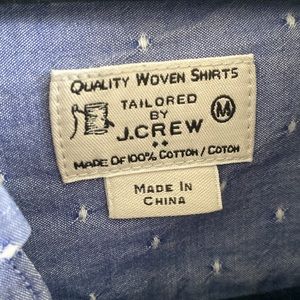 QUALITY WOVEN SHIRTS
TAILORED
BY
M
J.CREW
MADE OF 100% COTTON / COTON
MADE IN
CHINA